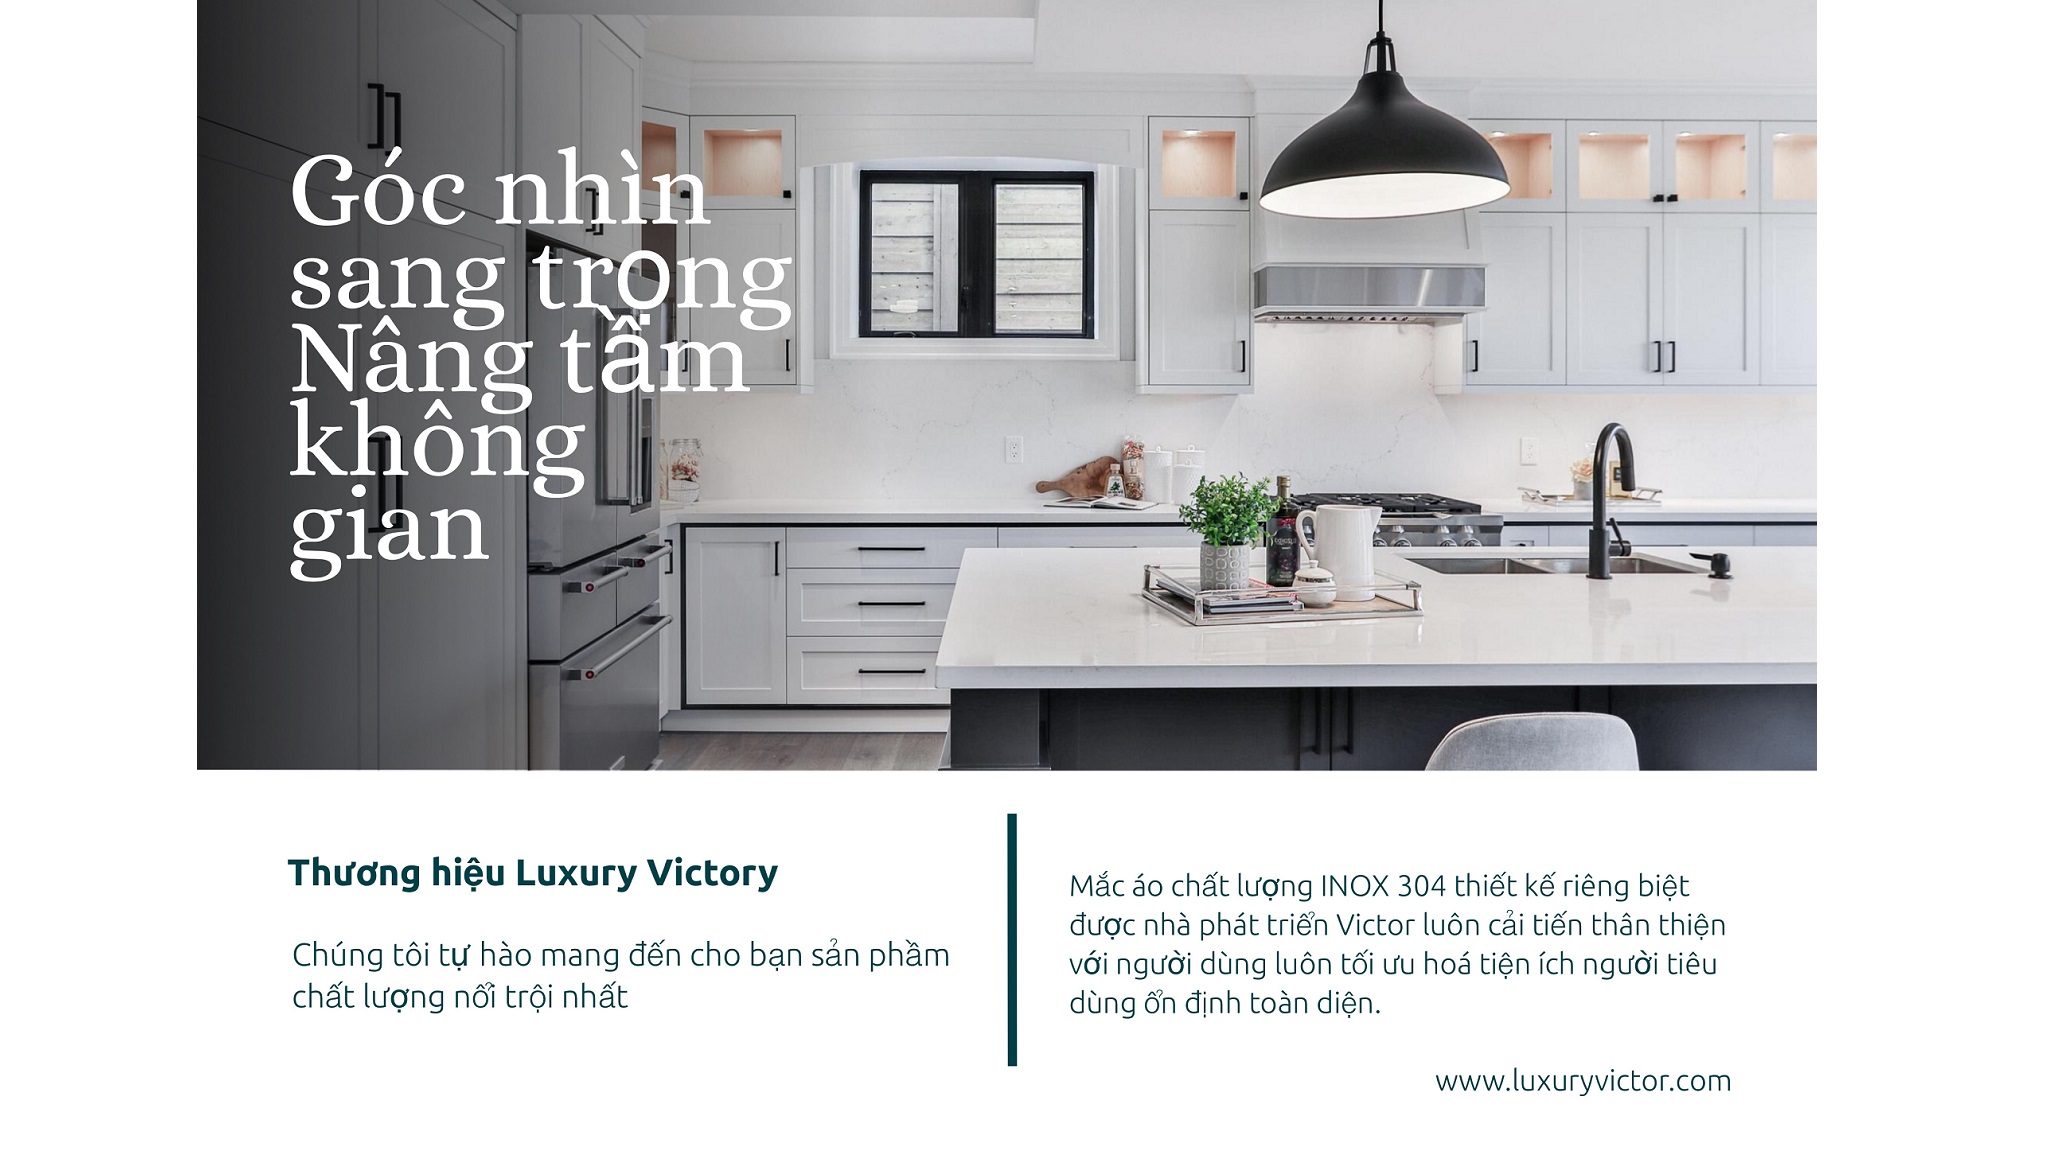 Góc nhìn
sang trọng
Nâng tầm
không
gian
Thương hiệu Luxury Victory
Chúng tôi tự hào mang đến cho bạn sản phầm
chất lượng nổi trội nhất
Mắc áo chất lượng INOX 304 thiết kế riêng biệt
được nhà phát triển Victor luôn cải tiến thân thiện
với người dùng luôn tối ưu hoá tiện ích người tiêu
dùng ổn định toàn diện.
www.luxuryvictor.com